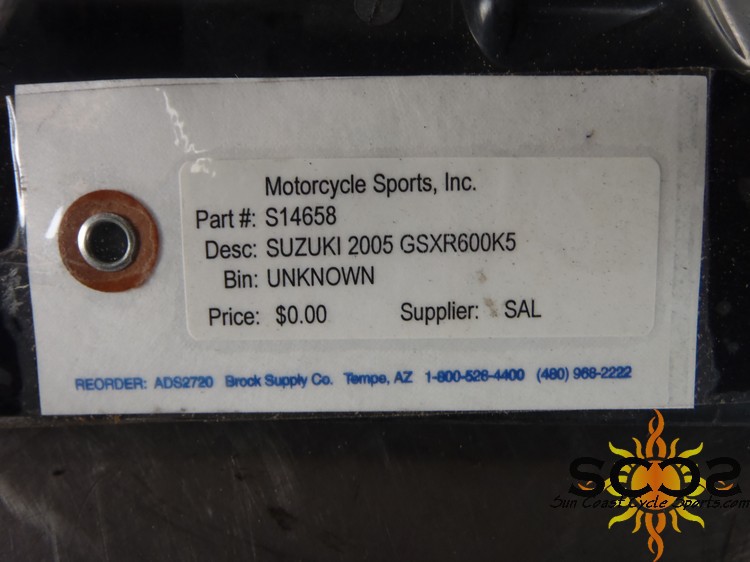 Motorcycle Sports, Inc.
Part #: S14658
Desc: SUZUKI 2005 GSXR600K5
Bin: UNKNOWN
Price: $0.00 Supplier: SAL
REORDER: ADS2720 Brock Supply Co. Tempe, AZ 1-800-528-4400 (480) 968-2222
SCCS
Sun Coast Cycle Sports.com